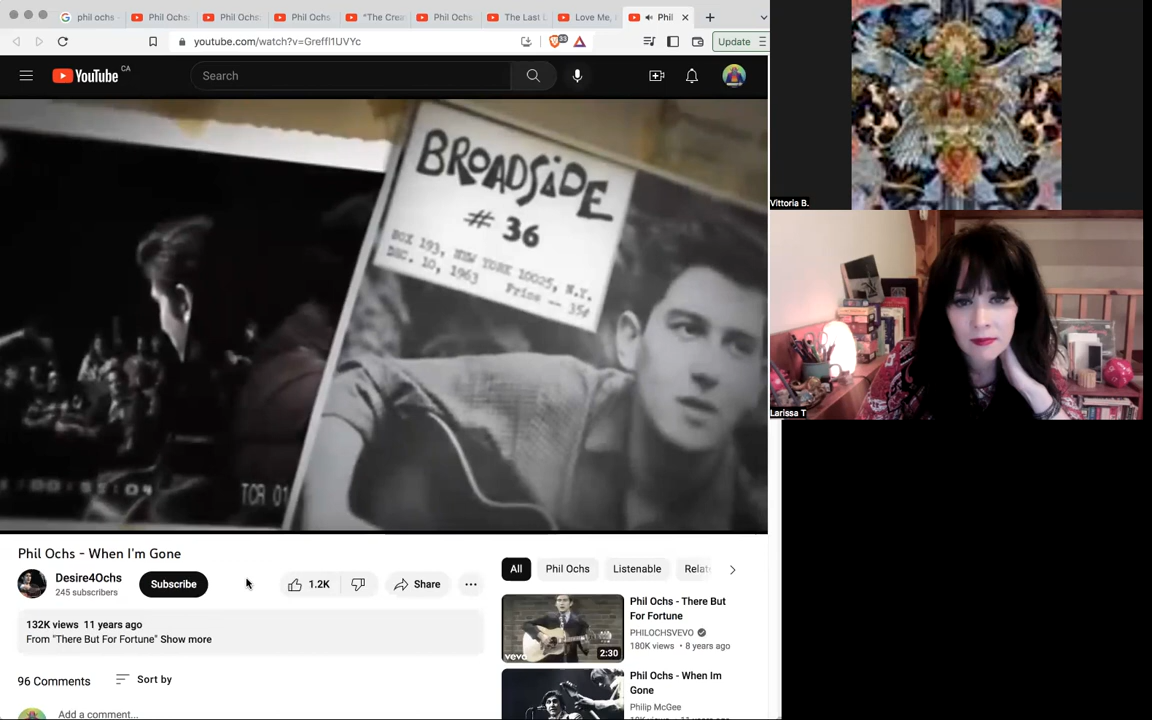 phil ochs
Phil Ochs:
Phil Ochs:
Phil Ochs
"The Crea
Phil Ochs
The Last D
Love Me,
Phil
youtube.com/watch?v=Greffl1UVYc
33
Update
YouTube
CA
Search
BROADSIDE
# 36
BOX 193, NEW YORK 10025, N.Y.
DEC. 10, 1963 Price -- 35¢
TCR 01
Vittoria B.
Larissa T
Phil Ochs - When I'm Gone
Desire4Ochs
245 subscribers
Subscribe
1.2K
Share
132K views 11 years ago
From "There But For Fortune" Show more
96 Comments
Sort by
Add a comment...
All
Phil Ochs
Listenable
Relat
Phil Ochs - There But
For Fortune
PHILOCHSVEVO
180K views • 8 years ago
vevo
2:30
Phil Ochs - When Im
Gone
Philip McGee